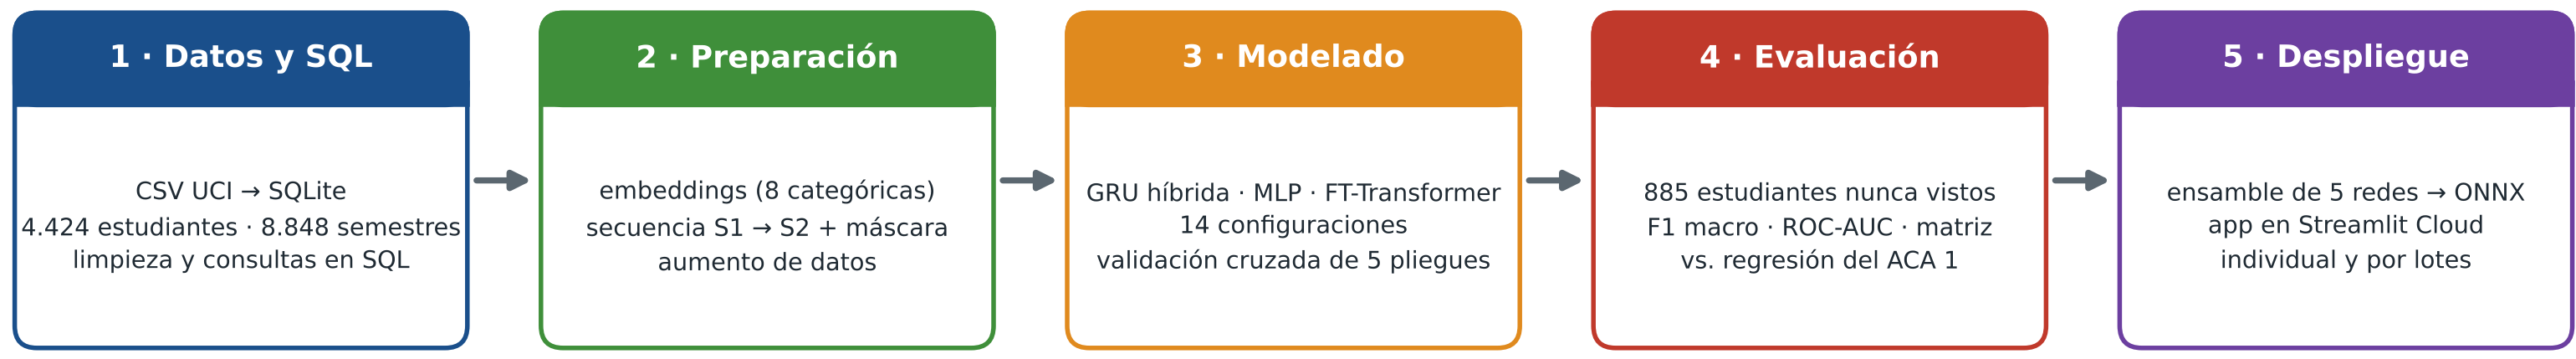 1 · Datos y SQL
CSV UCI → SQLite
4.424 estudiantes · 8.848 semestres
limpieza y consultas en SQL
2 · Preparación
embeddings (8 categóricas)
secuencia S1 → S2 + máscara
aumento de datos
3 · Modelado
GRU híbrida · MLP · FT-Transformer
14 configuraciones
validación cruzada de 5 pliegues
4 · Evaluación
885 estudiantes nunca vistos
F1 macro · ROC-AUC · matriz
vs. regresión del ACA 1
5 · Despliegue
ensamble de 5 redes → ONNX
app en Streamlit Cloud
individual y por lotes